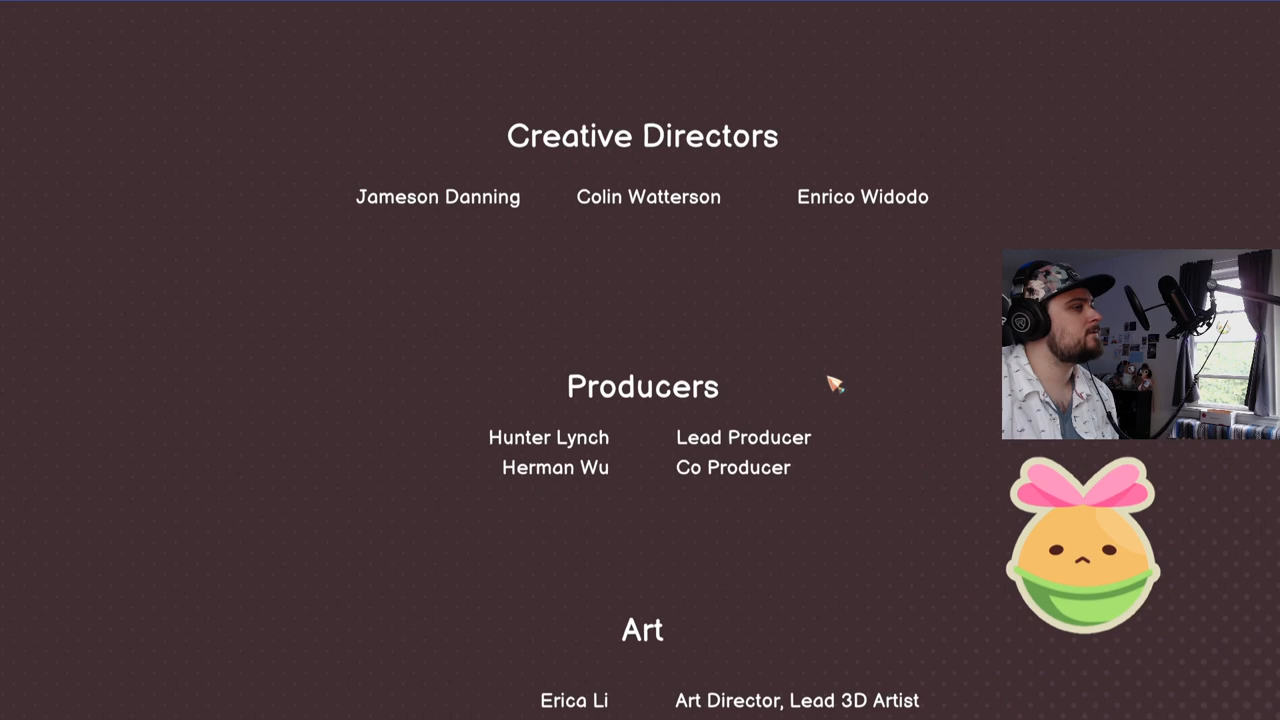 Creative Directors
Jameson Danning Colin Watterson Enrico Widodo
Producers
Hunter Lynch Lead Producer
Herman Wu Co Producer
Art
Erica Li Art Director, Lead 3D Artist